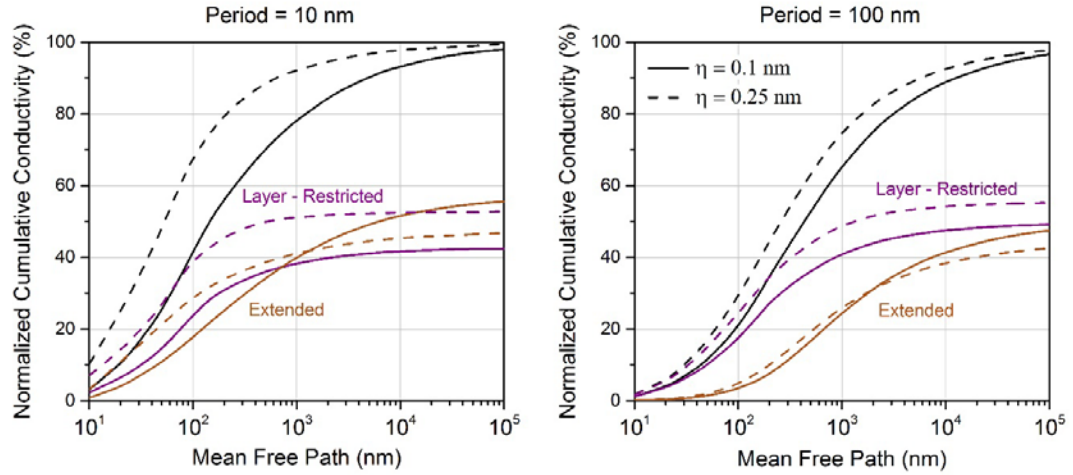 Period = 10 nm
Normalized Cumulative Conductivity (%)
100
80
60
40
20
0
Layer - Restricted
Extended
10^1
10^2
10^3
10^4
10^5
Mean Free Path (nm)
Period = 100 nm
Normalized Cumulative Conductivity (%)
100
80
60
40
20
0
η = 0.1 nm
η = 0.25 nm
Layer - Restricted
Extended
10^1
10^2
10^3
10^4
10^5
Mean Free Path (nm)